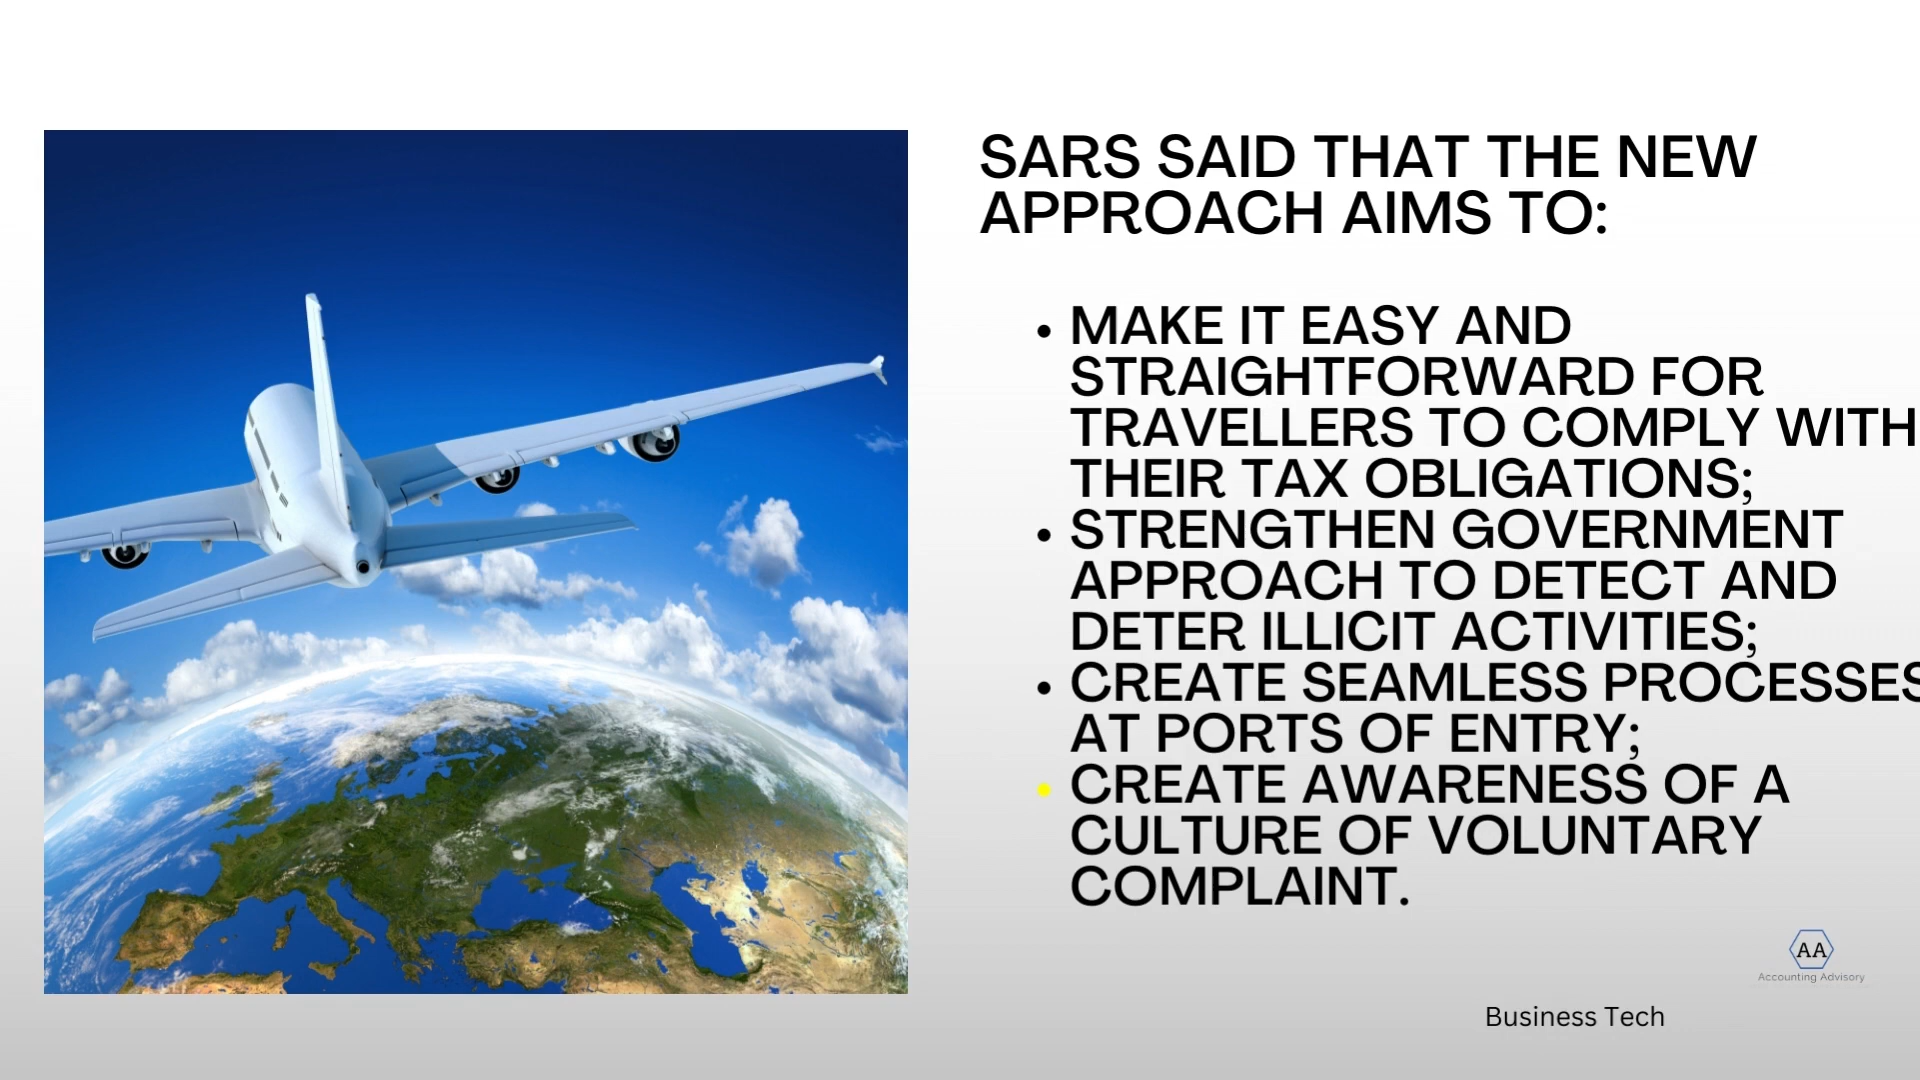 SARS SAID THAT THE NEW
APPROACH AIMS TO:
• MAKE IT EASY AND
STRAIGHTFORWARD FOR
TRAVELLERS TO COMPLY WITH
THEIR TAX OBLIGATIONS;
• STRENGTHEN GOVERNMENT
APPROACH TO DETECT AND
DETER ILLICIT ACTIVITIES;
• CREATE SEAMLESS PROCESSES
AT PORTS OF ENTRY;
• CREATE AWARENESS OF A
CULTURE OF VOLUNTARY
COMPLAINT.
AA
Accounting Advisory
Business Tech